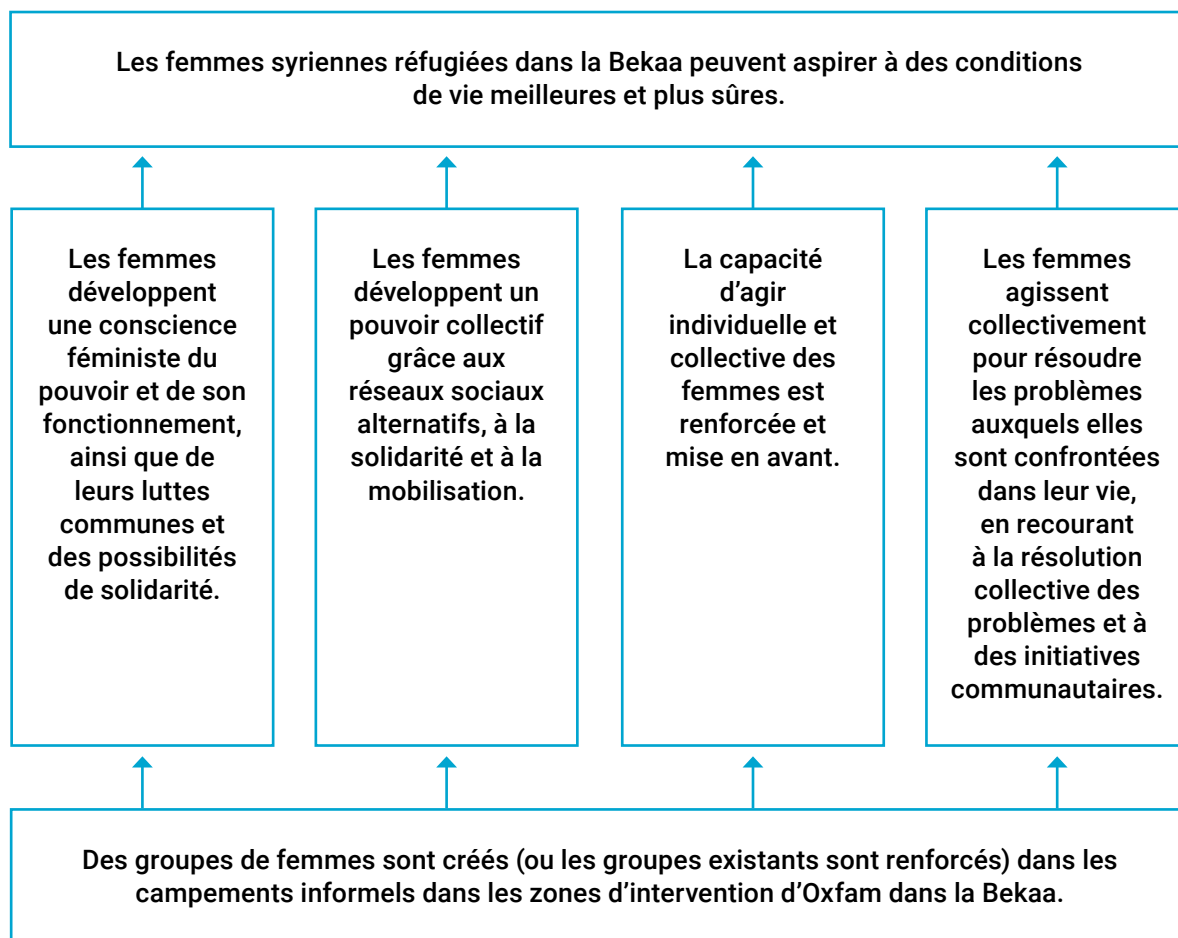 Les femmes syriennes réfugiées dans la Bekaa peuvent aspirer à des conditions
de vie meilleures et plus sûres.
Les femmes
développent
une conscience
féministe du
pouvoir et de son
fonctionnement,
ainsi que de
leurs luttes
communes et
des possibilités
de solidarité.
Les femmes
développent un
pouvoir collectif
grâce aux
réseaux sociaux
alternatifs, à la
solidarité et à la
mobilisation.
La capacité
d’agir
individuelle et
collective des
femmes est
renforcée et
mise en avant.
Les femmes
agissent
collectivement
pour résoudre
les problèmes
auxquels elles
sont confrontées
dans leur vie,
en recourant
à la résolution
collective des
problèmes et à
des initiatives
communautaires.
Des groupes de femmes sont créés (ou les groupes existants sont renforcés) dans les
campements informels dans les zones d’intervention d’Oxfam dans la Bekaa.